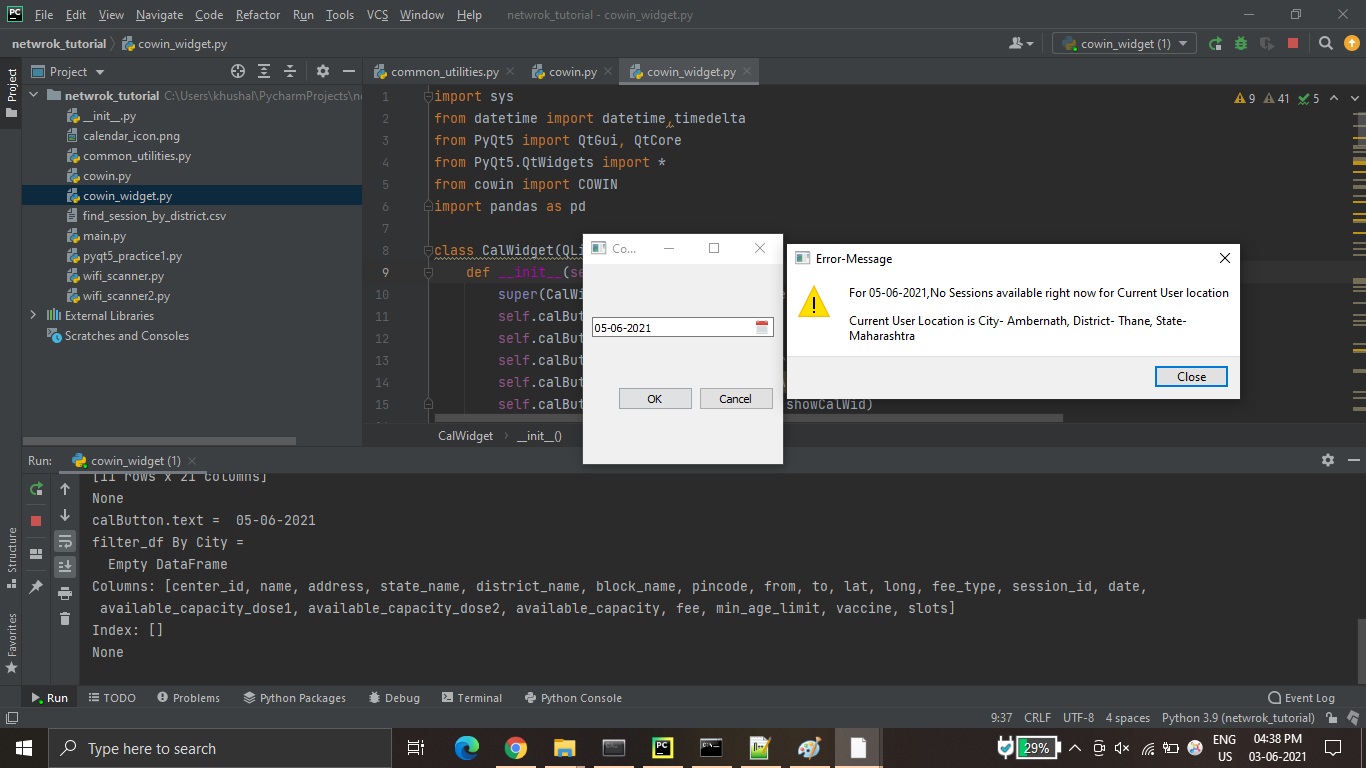 File Edit View Navigate Code Refactor Run Tools VCS Window Help netwrok_tutorial - cowin_widget.py
netwrok_tutorial cowin_widget.py cowin_widget (1)
Project
Project
common_utilities.py cowin.py cowin_widget.py
netwrok_tutorial C:\Users\khushal\PycharmProjects\ne
__init__.py
calendar_icon.png
common_utilities.py
cowin.py
cowin_widget.py
find_session_by_district.csv
main.py
pyqt5_practice1.py
wifi_scanner.py
wifi_scanner2.py
External Libraries
Scratches and Consoles
9 41 5
1 import sys
2 from datetime import datetime,timedelta
3 from PyQt5 import QtGui, QtCore
4 from PyQt5.QtWidgets import *
5 from cowin import COWIN
6 import pandas as pd
7
8 class CalWidget(QLi
9 def __init__(se
10 super(CalWi
11 self.calBut
12 self.calBut
13 self.calBut
14 self.calBut
15 self.calBut showCalWid)
CalWidget __init__()
Co...
05-06-2021
OK Cancel
Error-Message
For 05-06-2021,No Sessions available right now for Current User location
Current User Location is City- Ambernath, District- Thane, State-
Maharashtra
Close
Run: cowin_widget (1)
[11 rows x 21 columns]
None
calButton.text = 05-06-2021
filter_df By City =
Empty DataFrame
Columns: [center_id, name, address, state_name, district_name, block_name, pincode, from, to, lat, long, fee_type, session_id, date,
available_capacity_dose1, available_capacity_dose2, available_capacity, fee, min_age_limit, vaccine, slots]
Index: []
None
Structure
Favorites
Run TODO Problems Python Packages Debug Terminal Python Console Event Log
9:37 CRLF UTF-8 4 spaces Python 3.9 (netwrok_tutorial)
Type here to search
29%
ENG
US
04:38 PM
03-06-2021